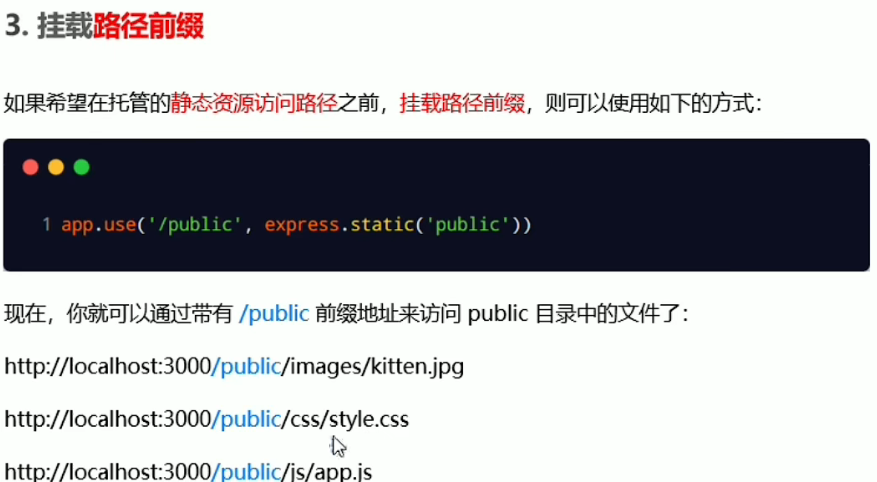 3. 挂载路径前缀
如果希望在托管的静态资源访问路径之前，挂载路径前缀，则可以使用如下的方式：
1 app.use('/public', express.static('public'))
现在，你就可以通过带有 /public 前缀地址来访问 public 目录中的文件了：
http://localhost:3000/public/images/kitten.jpg
http://localhost:3000/public/css/style.css
http://localhost:3000/public/js/app.js